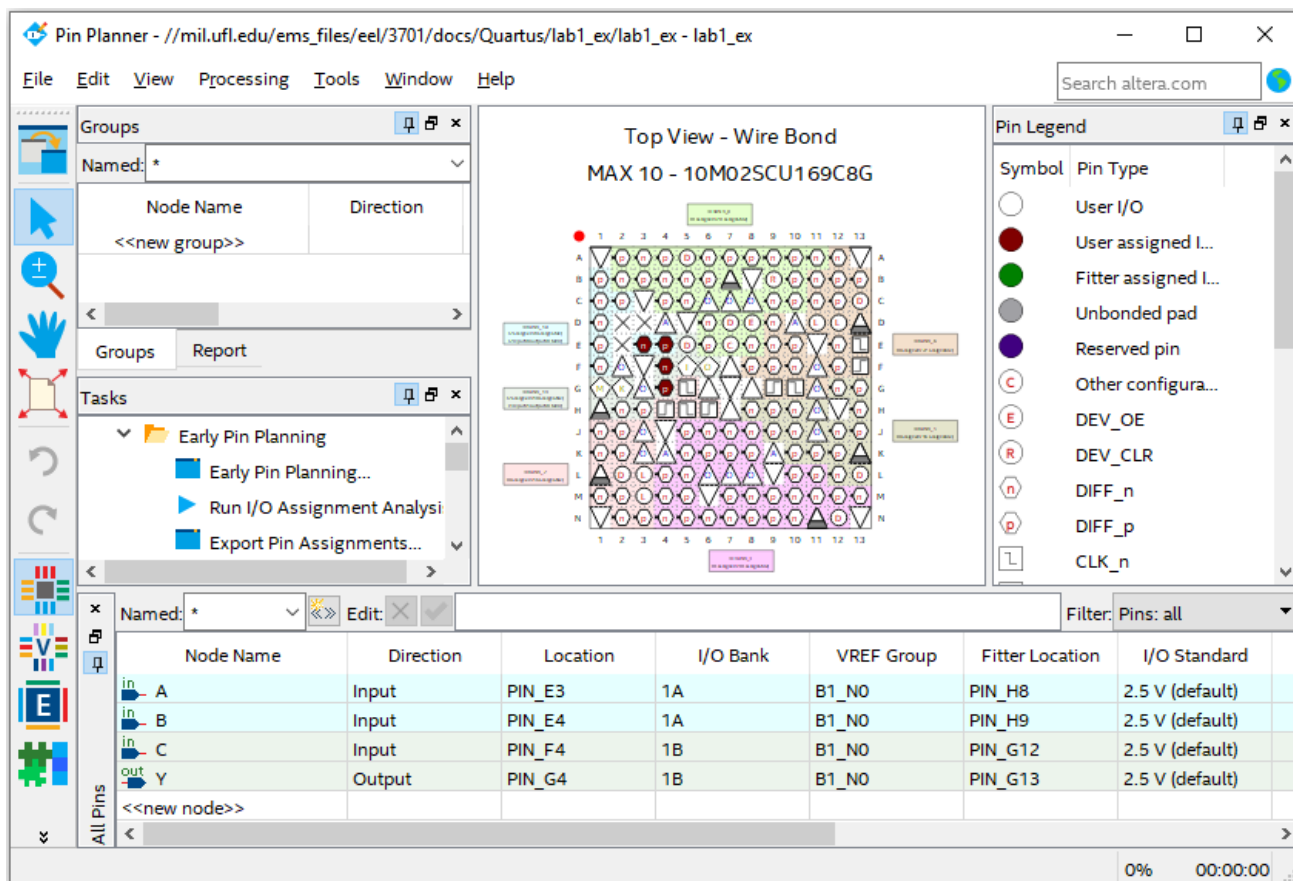 Pin Planner - //mil.ufl.edu/ems_files/eel/3701/docs/Quartus/lab1_ex/lab1_ex - lab1_ex
File Edit View Processing Tools Window Help
Search altera.com
Groups
Named: *
Node Name Direction
<<new group>>
Groups Report
Tasks
Early Pin Planning
Early Pin Planning...
Run I/O Assignment Analysi
Export Pin Assignments...
Top View - Wire Bond
MAX 10 - 10M02SCU169C8G
1 2 3 4 5 6 7 8 9 10 11 12 13
A A
B B
C C
D D
E E
F F
G G
H H
J J
K K
L L
M M
N N
1 2 3 4 5 6 7 8 9 10 11 12 13
Pin Legend
Symbol Pin Type
User I/O
User assigned I...
Fitter assigned I...
Unbonded pad
Reserved pin
C Other configura...
E DEV_OE
R DEV_CLR
n DIFF_n
p DIFF_p
CLK_n
All Pins
Named: * «» Edit: Filter: Pins: all
Node Name Direction Location I/O Bank VREF Group Fitter Location I/O Standard
in A Input PIN_E3 1A B1_N0 PIN_H8 2.5 V (default)
in B Input PIN_E4 1A B1_N0 PIN_H9 2.5 V (default)
in C Input PIN_F4 1B B1_N0 PIN_G12 2.5 V (default)
out Y Output PIN_G4 1B B1_N0 PIN_G13 2.5 V (default)
<<new node>>
0% 00:00:00